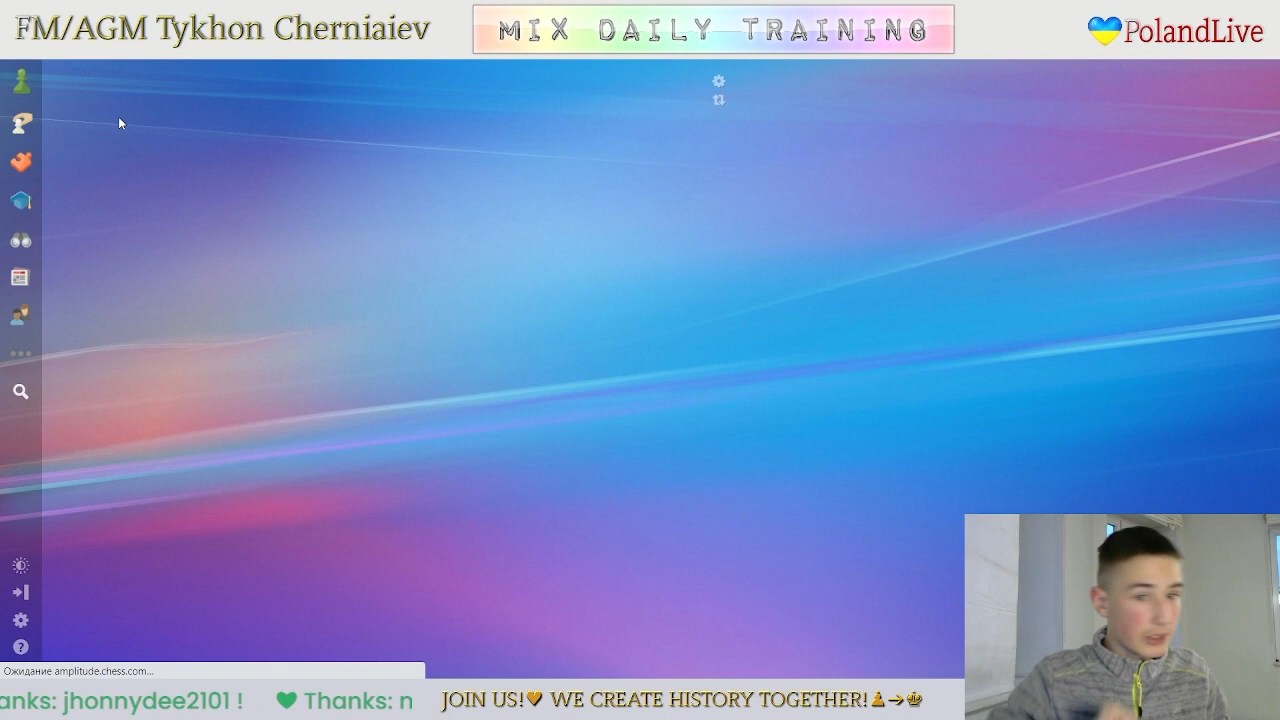 FM/AGM Tykhon Cherniaiev
MIX DAILY TRAINING
PolandLive
Ожидание amplitude.chess.com...
anks: jhonnydee2101 ! 💚 Thanks: n
JOIN US!♥ WE CREATE HISTORY TOGETHER!♟→♚